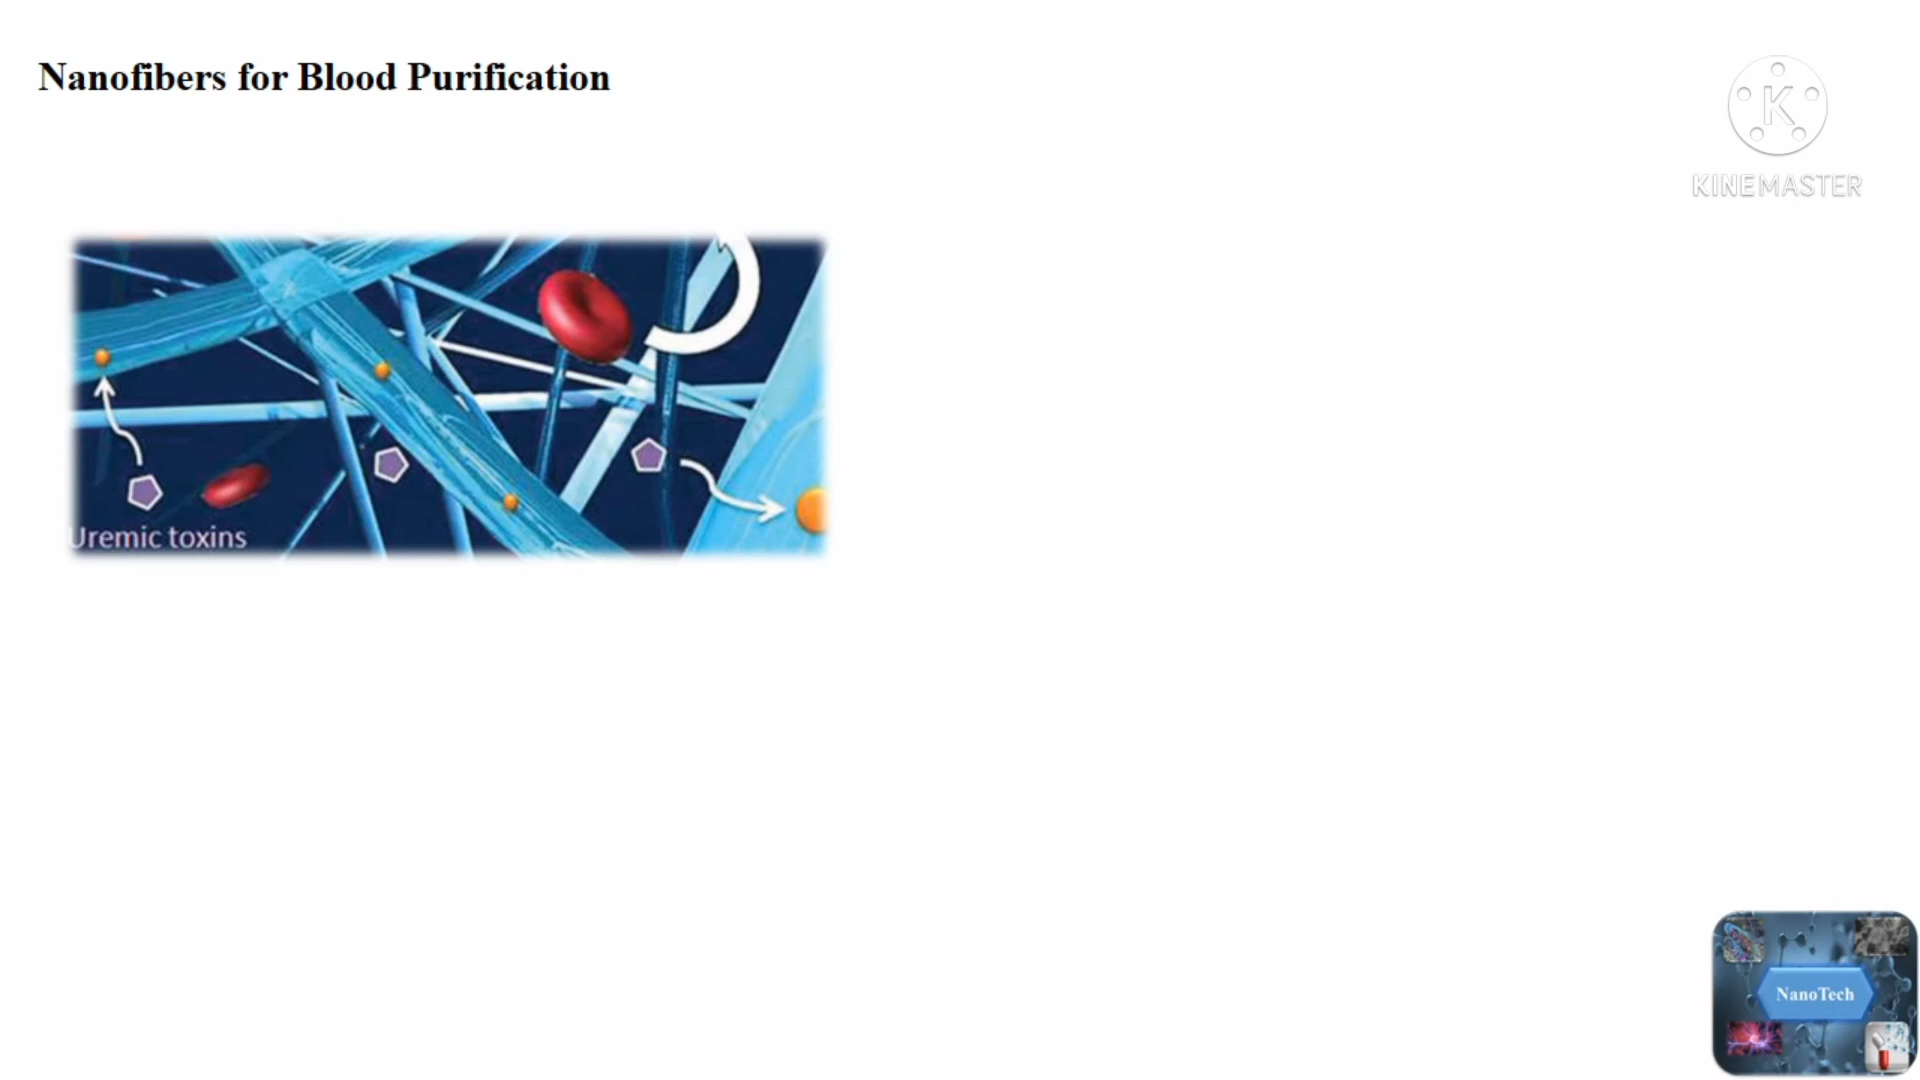 Nanofibers for Blood Purification
K
KINEMASTER
Uremic toxins
NanoTech